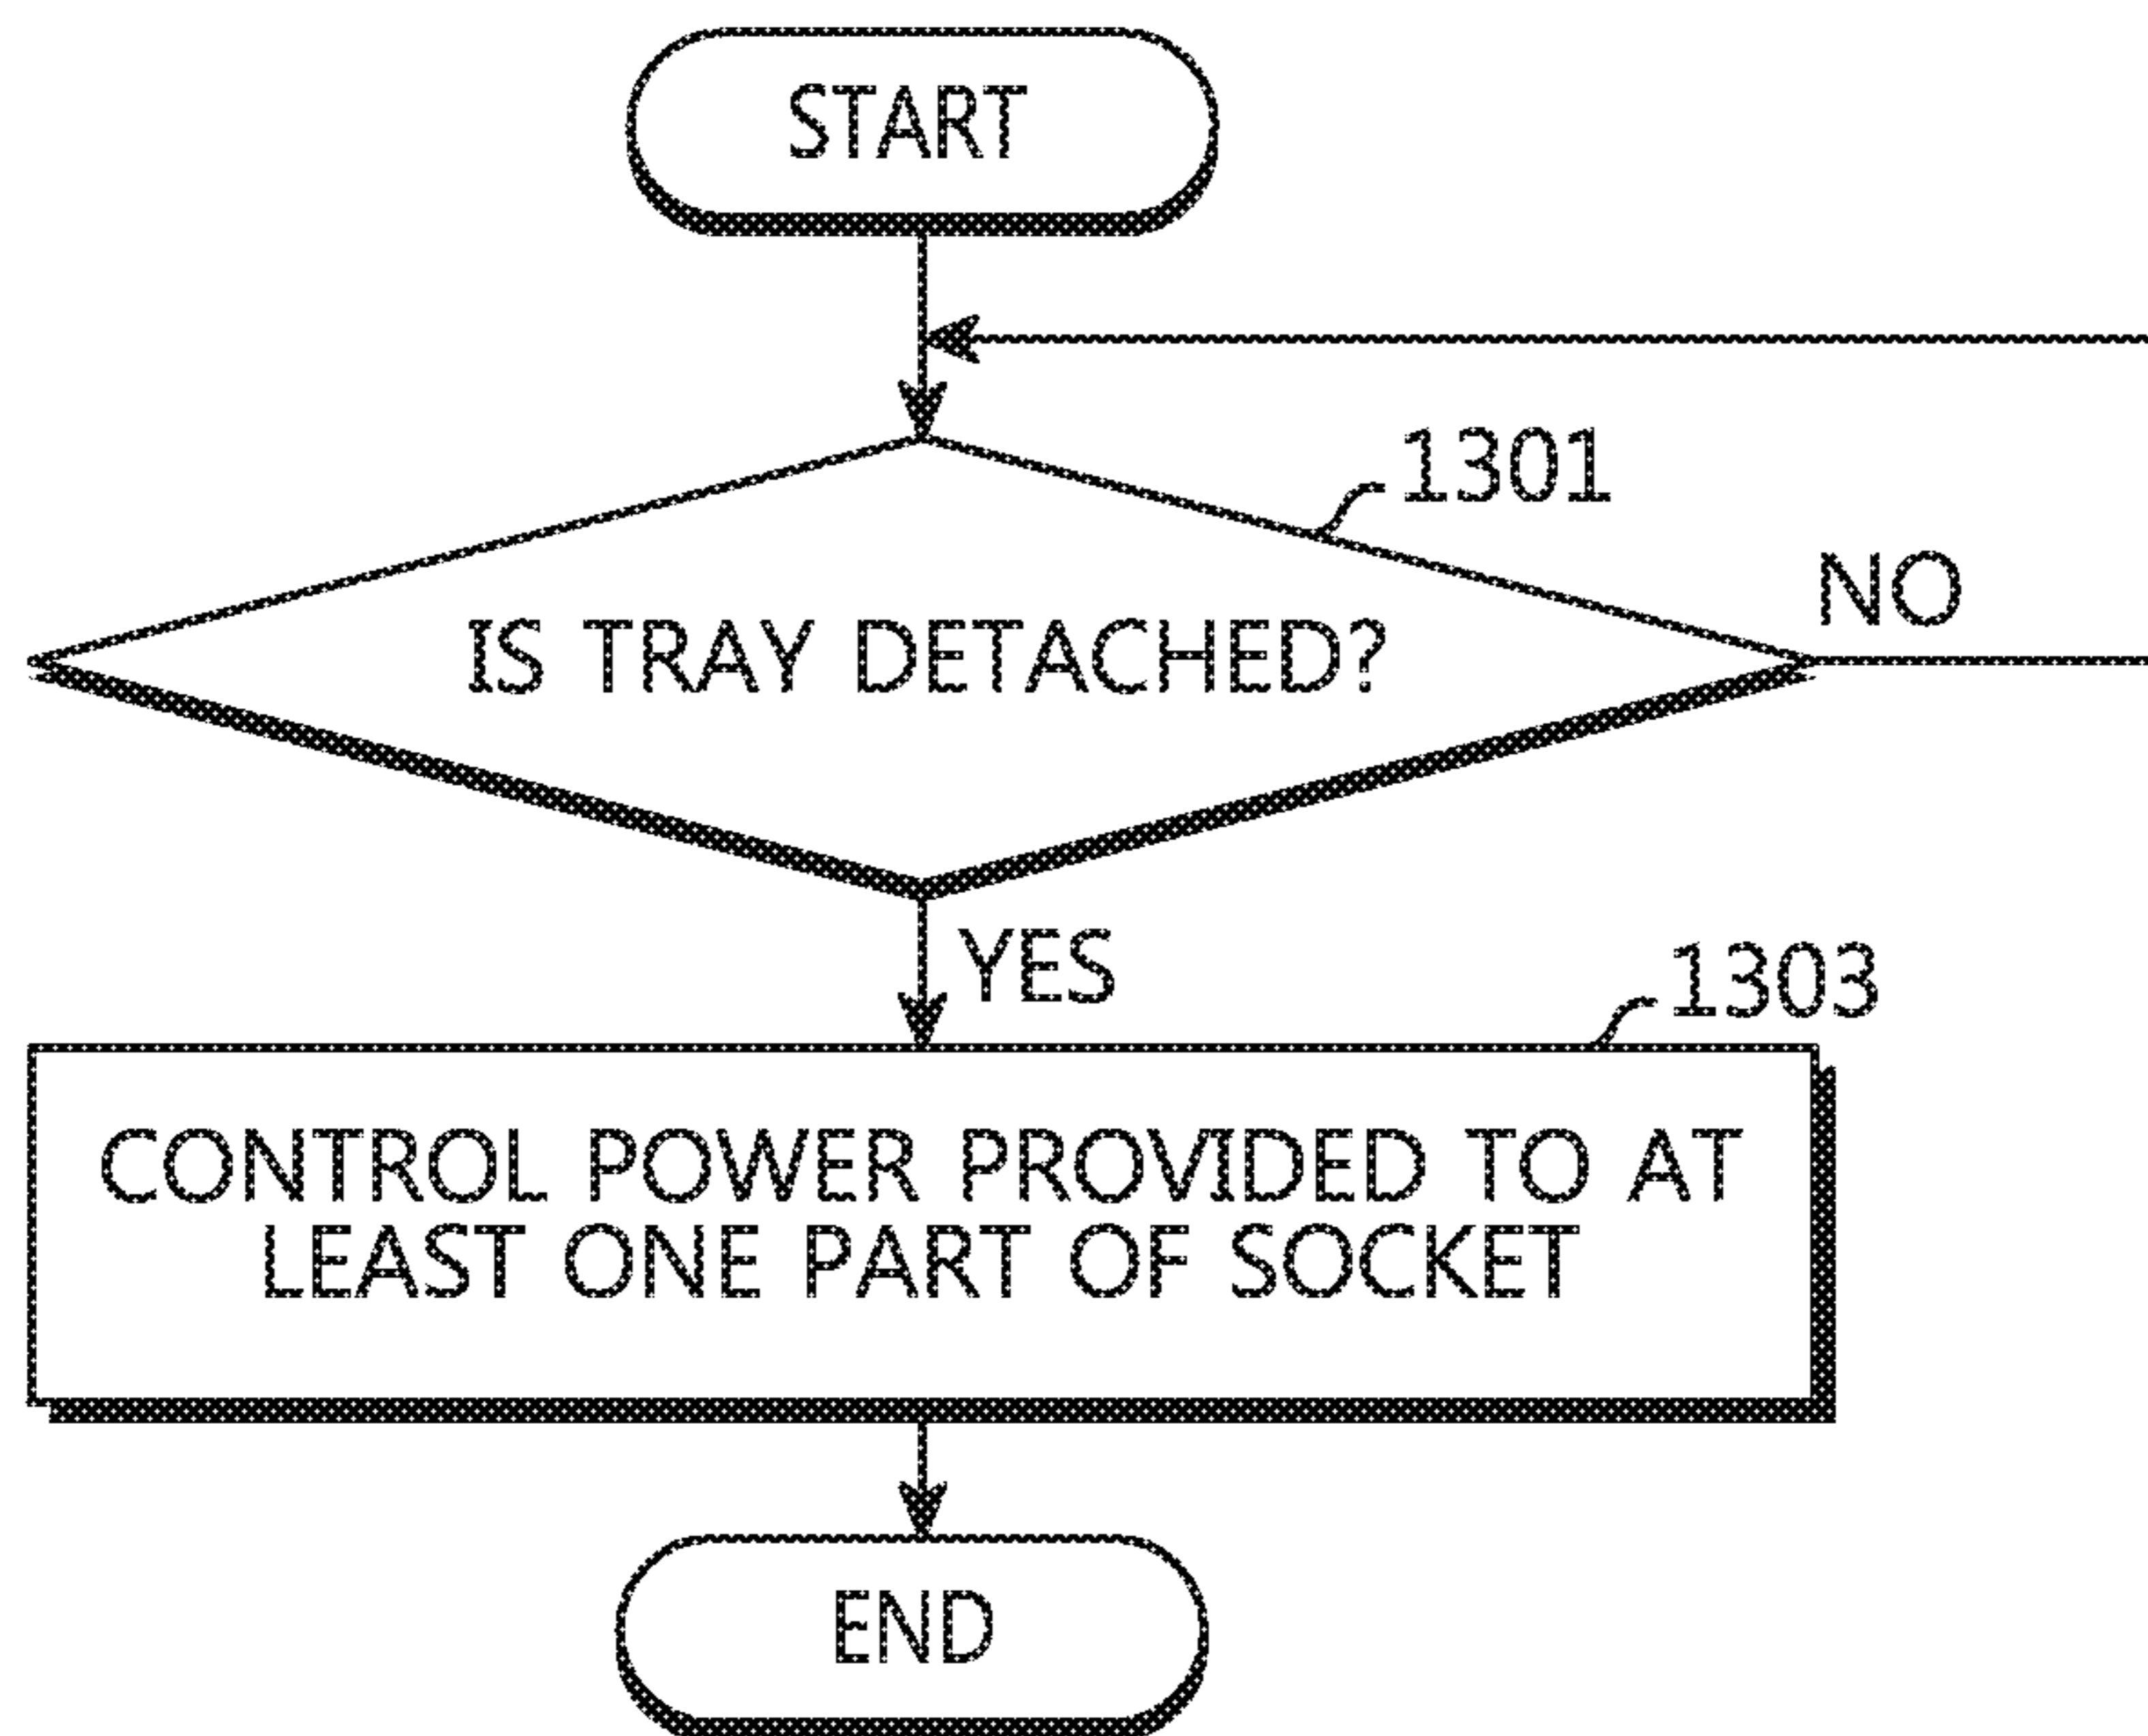 START
1301
NO
IS TRAY DETACHED?
YES
1303
CONTROL POWER PROVIDED TO AT
LEAST ONE PART OF SOCKET
END